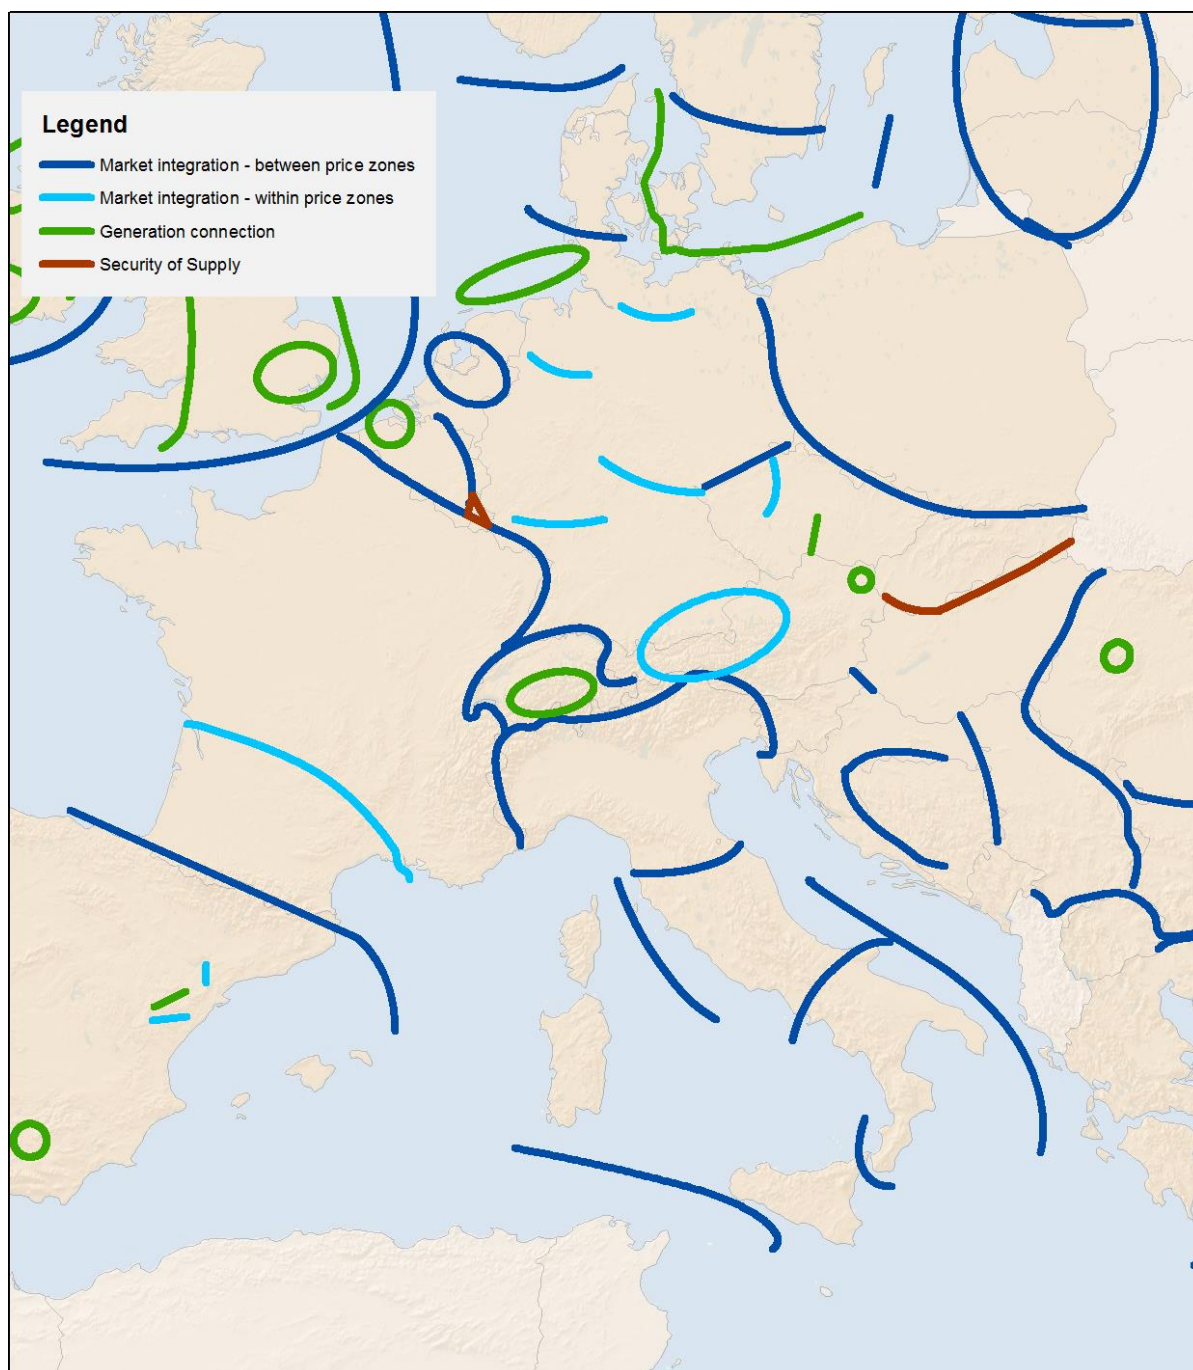 Legend
Market integration - between price zones
Market integration - within price zones
Generation connection
Security of Supply